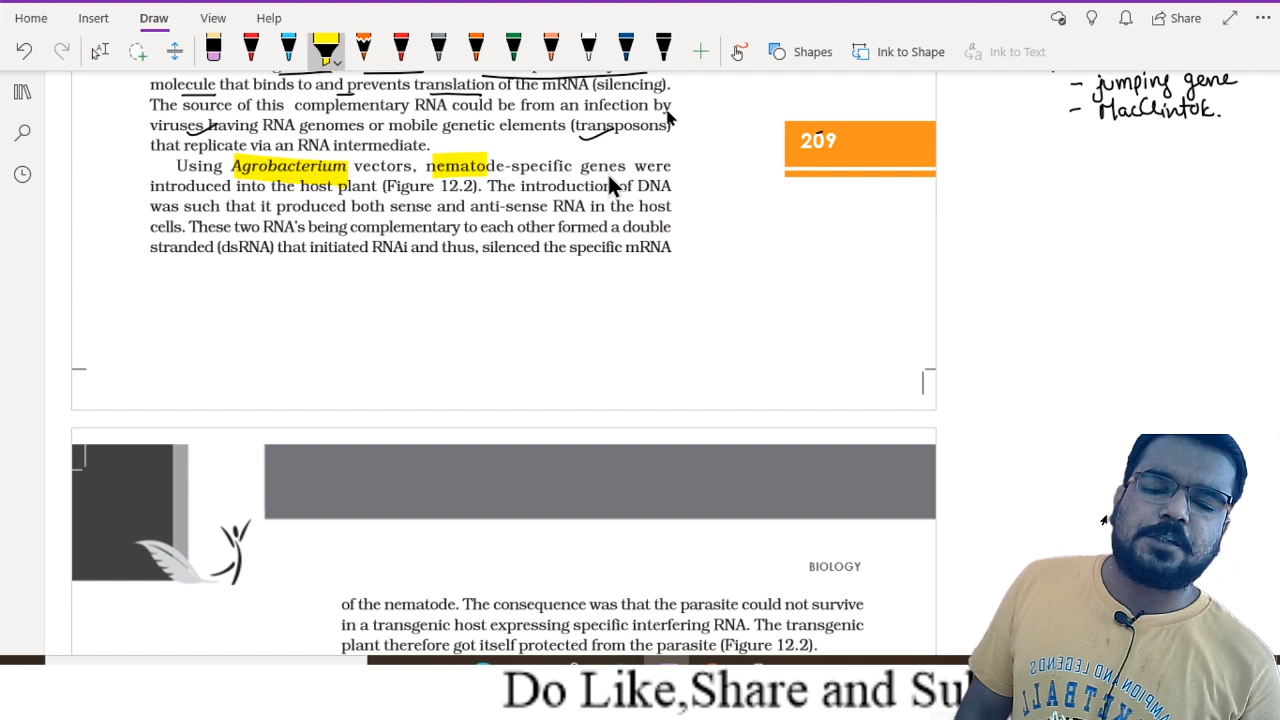 Home Insert Draw View Help Share
Shapes Ink to Shape Ink to Text
molecule that binds to and prevents translation of the mRNA (silencing).
The source of this complementary RNA could be from an infection by
viruses having RNA genomes or mobile genetic elements (transposons)
that replicate via an RNA intermediate.
Using Agrobacterium vectors, nematode-specific genes were
introduced into the host plant (Figure 12.2). The introduction of DNA
was such that it produced both sense and anti-sense RNA in the host
cells. These two RNA's being complementary to each other formed a double
stranded (dsRNA) that initiated RNAi and thus, silenced the specific mRNA
- jumping gene
- MacClintok.
209
BIOLOGY
of the nematode. The consequence was that the parasite could not survive
in a transgenic host expressing specific interfering RNA. The transgenic
plant therefore got itself protected from the parasite (Figure 12.2).
CHAMPION AND LEGENDS
BASKETBALL
Do Like,Share and Su